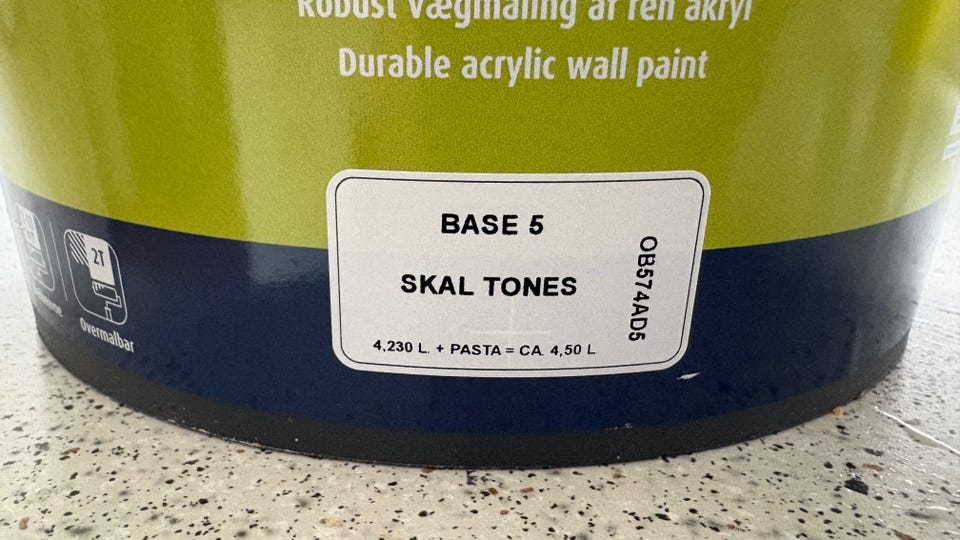 Robust vægmaling af ren akryl
Durable acrylic wall paint
BASE 5
SKAL TONES
4,230 L. + PASTA = CA. 4,50 L
OB574AD5
2T
Overmalbar